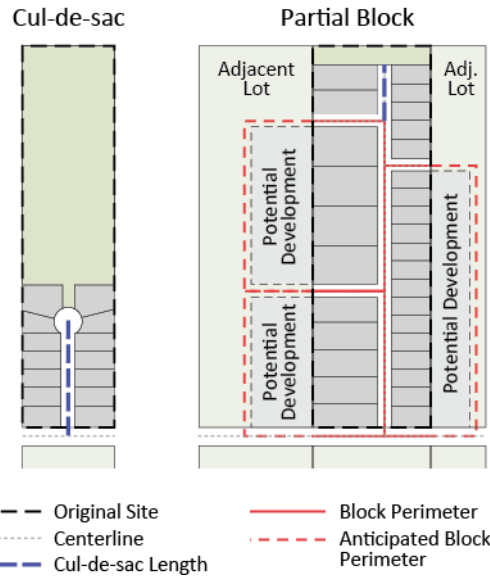 Cul-de-sac
Partial Block
Adjacent
Lot
Adj.
Lot
Potential
Development
Potential
Development
Potential Development
Original Site
Centerline
Cul-de-sac Length
Block Perimeter
Anticipated Block
Perimeter